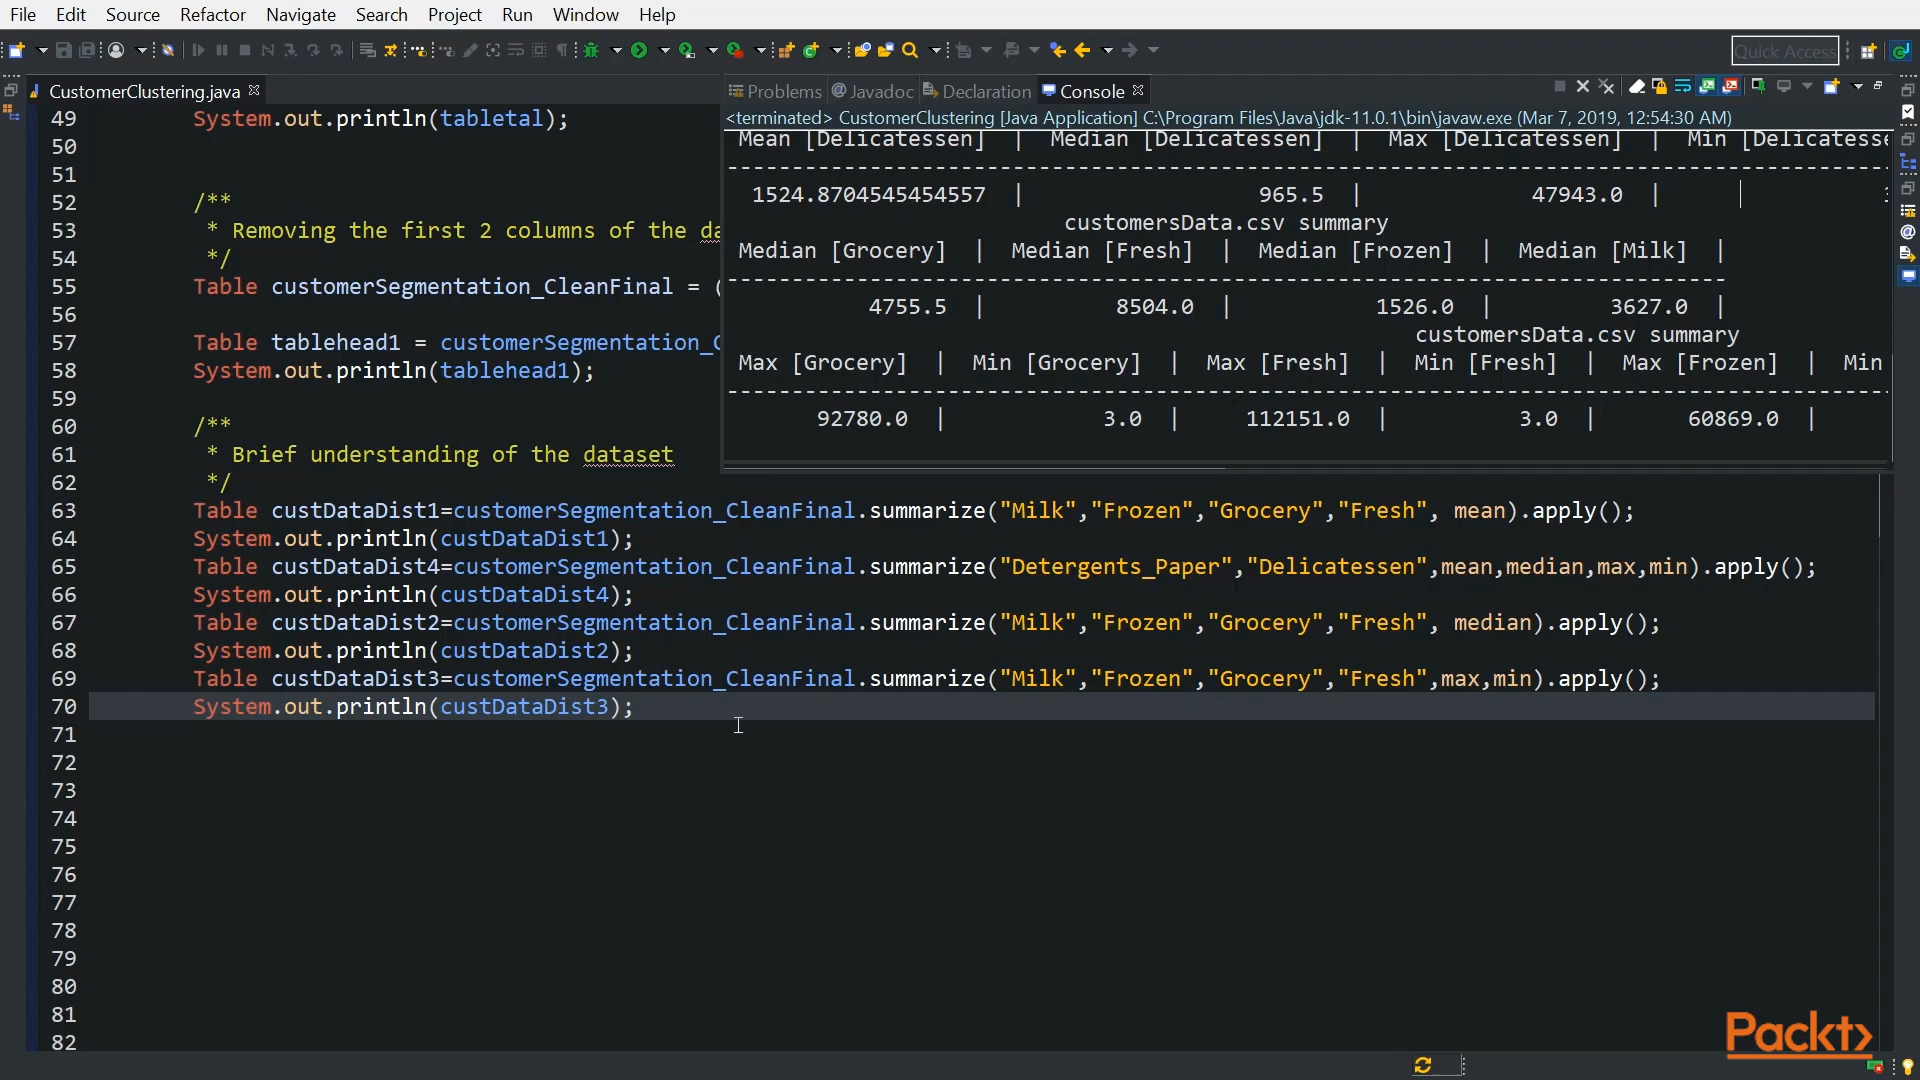 File Edit Source Refactor Navigate Search Project Run Window Help
Quick Access
CustomerClustering.java
Problems @ Javadoc Declaration Console
<terminated> CustomerClustering [Java Application] C:\Program Files\Java\jdk-11.0.1\bin\javaw.exe (Mar 7, 2019, 12:54:30 AM)
Mean [Delicatessen] | Median [Delicatessen] | Max [Delicatessen] | Min [Delicatesse
1524.8704545454557 | 965.5 | 47943.0 |
customersData.csv summary
Median [Grocery] | Median [Fresh] | Median [Frozen] | Median [Milk] |
4755.5 | 8504.0 | 1526.0 | 3627.0 |
customersData.csv summary
Max [Grocery] | Min [Grocery] | Max [Fresh] | Min [Fresh] | Max [Frozen] | Min
92780.0 | 3.0 | 112151.0 | 3.0 | 60869.0 |
49 System.out.println(tabletal);
50
51
52 /**
53 * Removing the first 2 columns of the da
54 */
55 Table customerSegmentation_CleanFinal = (
56
57 Table tablehead1 = customerSegmentation_C
58 System.out.println(tablehead1);
59
60 /**
61 * Brief understanding of the dataset
62 */
63 Table custDataDist1=customerSegmentation_CleanFinal.summarize("Milk","Frozen","Grocery","Fresh", mean).apply();
64 System.out.println(custDataDist1);
65 Table custDataDist4=customerSegmentation_CleanFinal.summarize("Detergents_Paper","Delicatessen",mean,median,max,min).apply();
66 System.out.println(custDataDist4);
67 Table custDataDist2=customerSegmentation_CleanFinal.summarize("Milk","Frozen","Grocery","Fresh", median).apply();
68 System.out.println(custDataDist2);
69 Table custDataDist3=customerSegmentation_CleanFinal.summarize("Milk","Frozen","Grocery","Fresh",max,min).apply();
70 System.out.println(custDataDist3);
71
72
73
74
75
76
77
78
79
80
81
82
Packt>